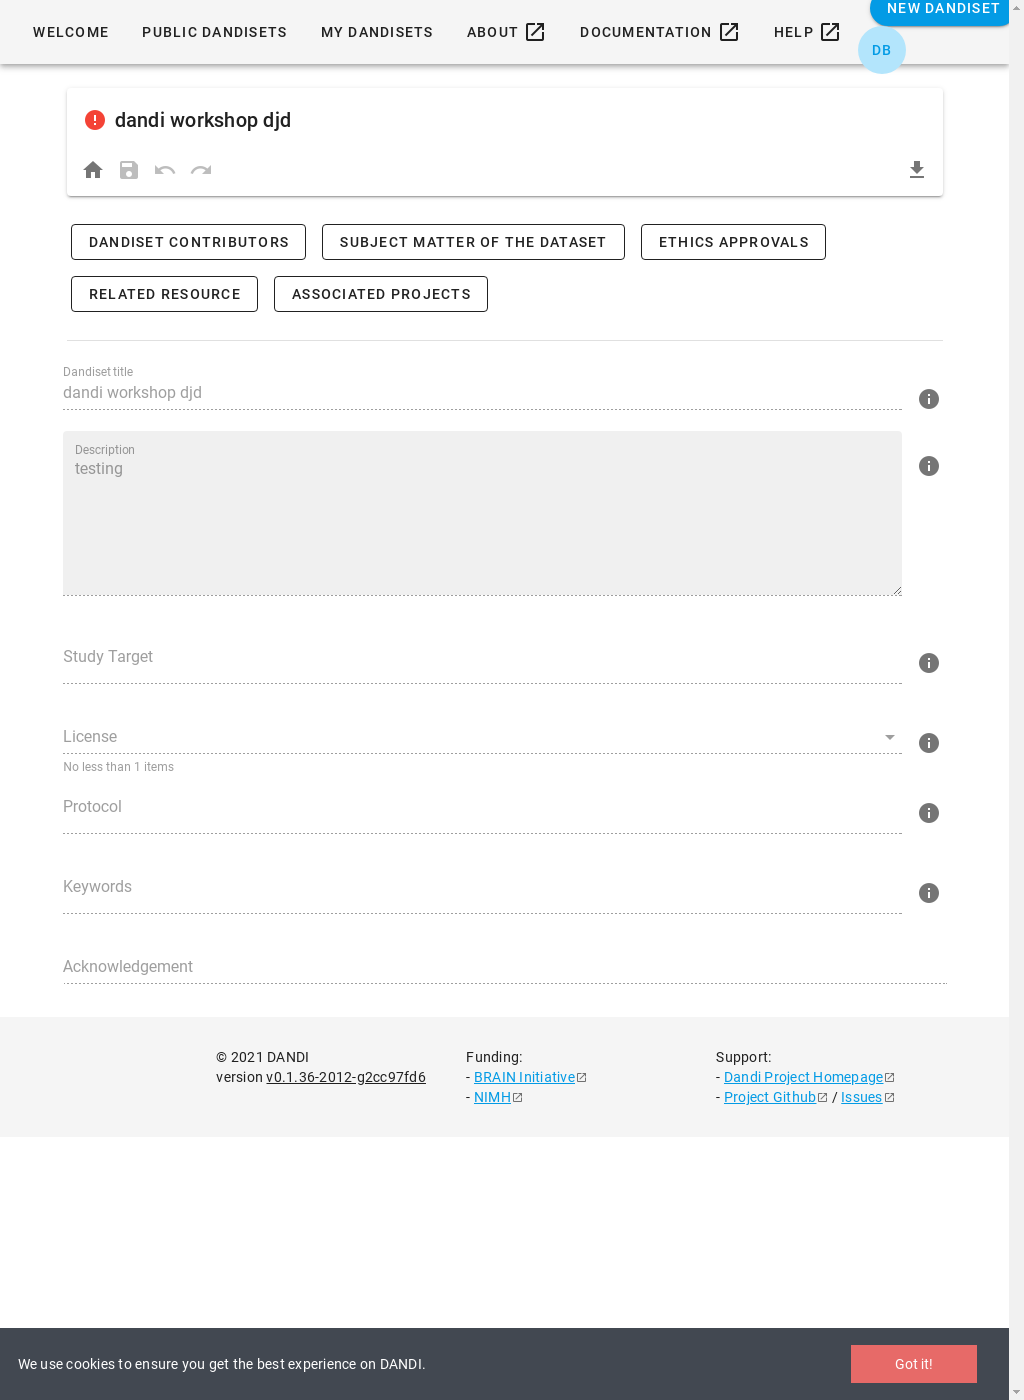 WELCOME
PUBLIC DANDISETS
MY DANDISETS
ABOUT
DOCUMENTATION
HELP
NEW DANDISET
DB
dandi workshop djd
DANDISET CONTRIBUTORS
SUBJECT MATTER OF THE DATASET
ETHICS APPROVALS
RELATED RESOURCE
ASSOCIATED PROJECTS
Dandiset title
dandi workshop djd
Description
testing
Study Target
License
No less than 1 items
Protocol
Keywords
Acknowledgement
© 2021 DANDI
version v0.1.36-2012-g2cc97fd6
Funding:
- BRAIN Initiative
- NIMH
Support:
- Dandi Project Homepage
- Project Github / Issues
We use cookies to ensure you get the best experience on DANDI.
Got it!